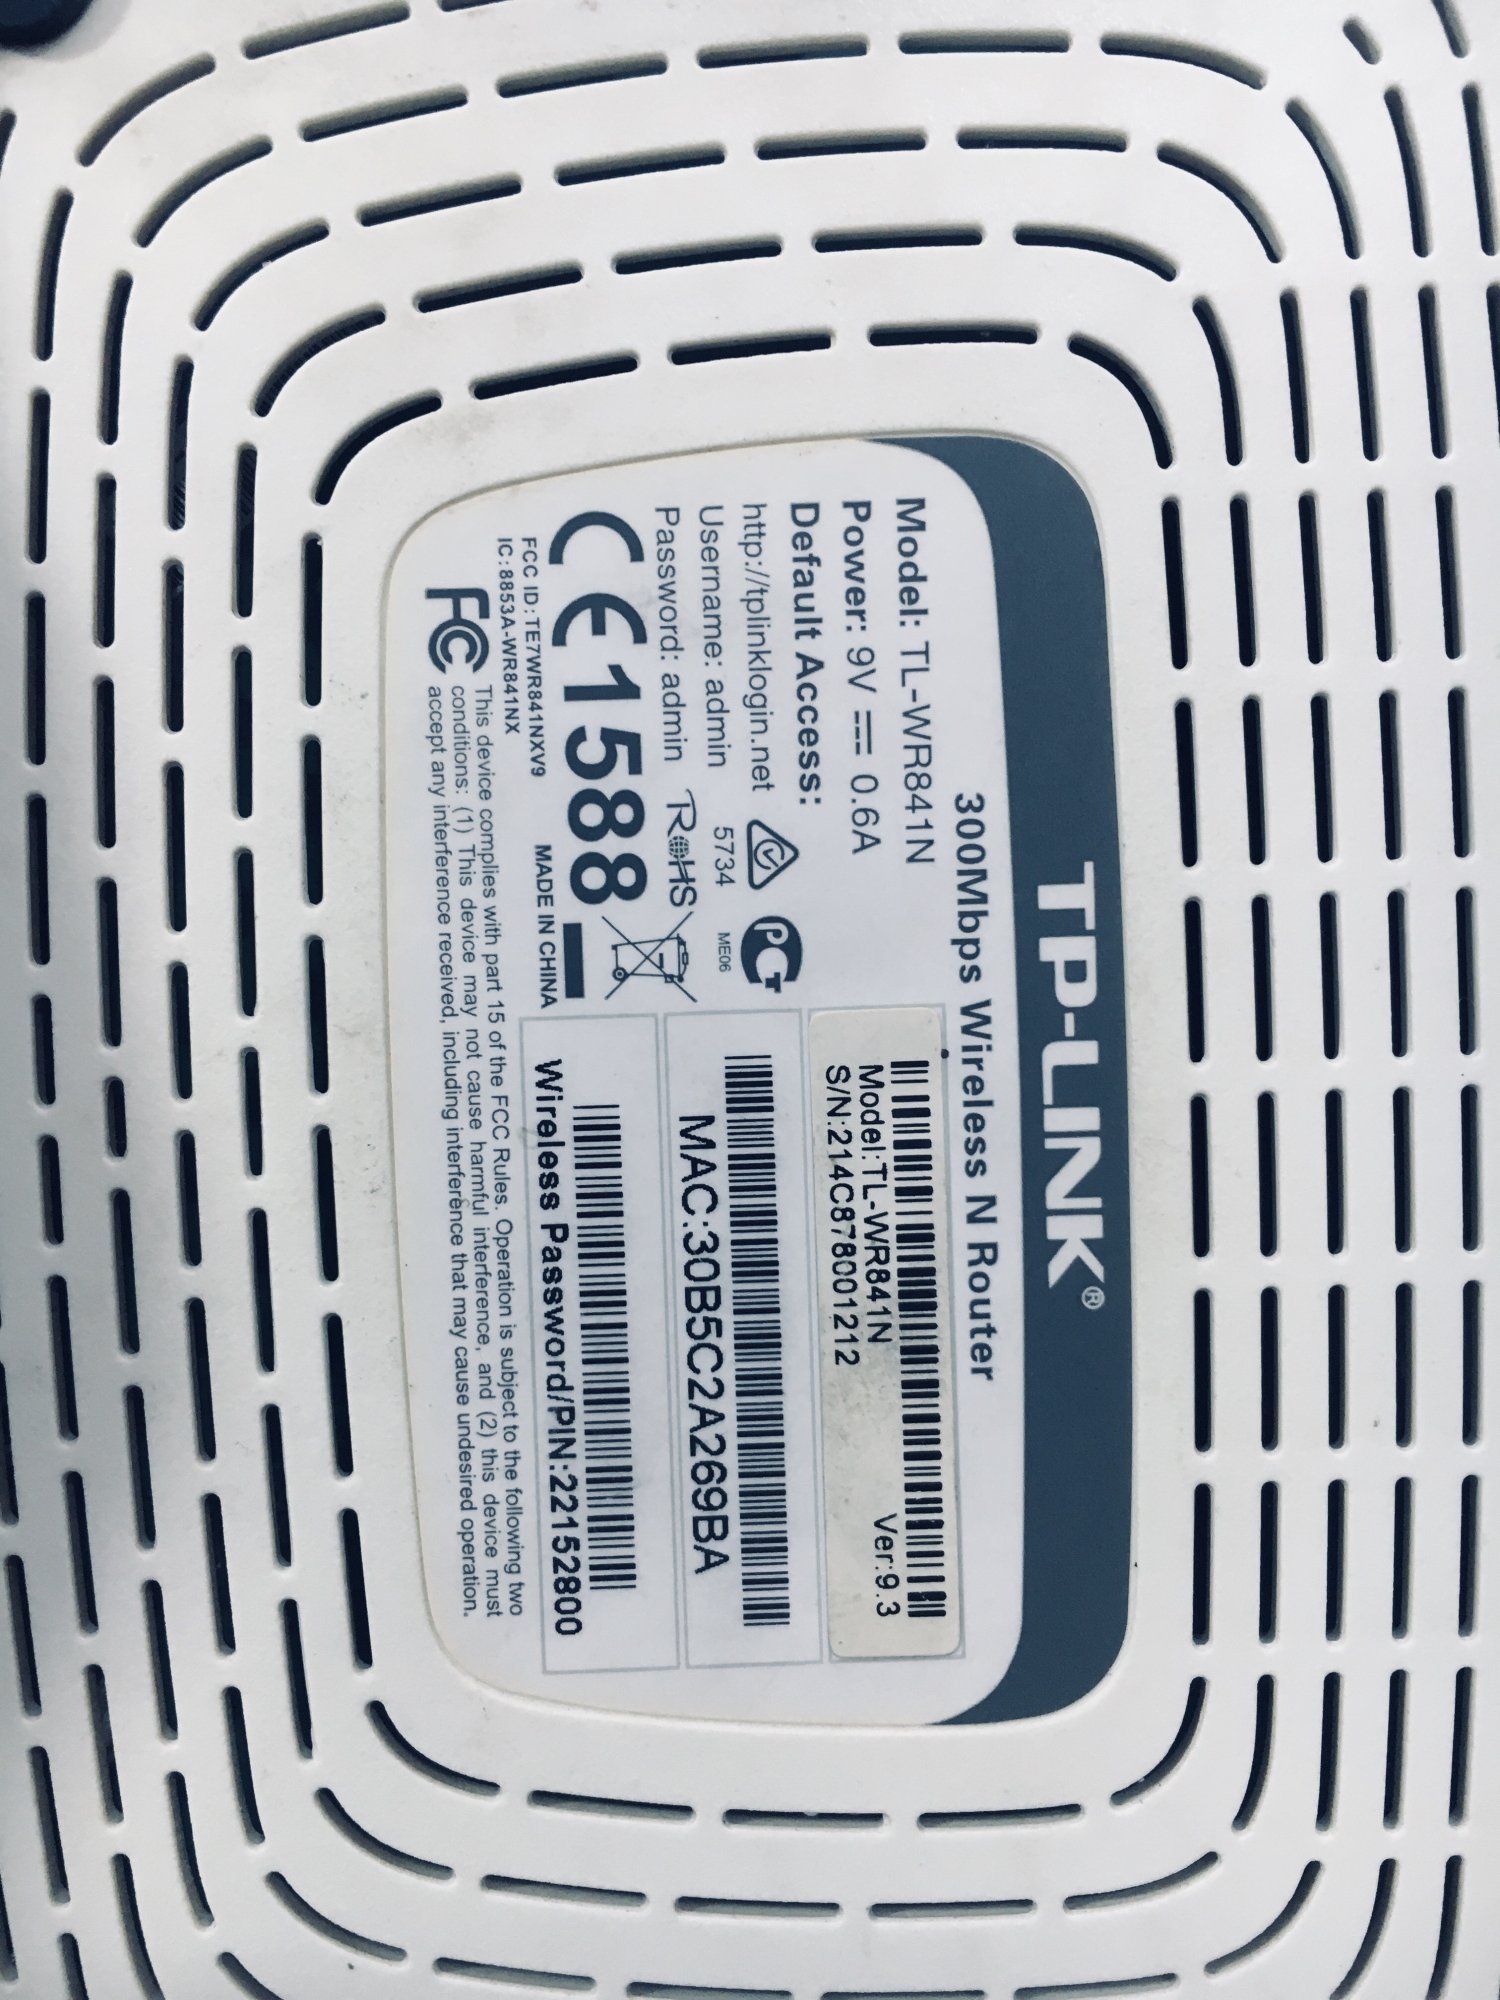 TP-LINK®
300Mbps Wireless N Router
Model: TL-WR841N
Power: 9V ⎓ 0.6A
Default Access:
http://tplinklogin.net
Username: admin
Password: admin
5734
ME06
RoHS
CE1588
FCC ID: TE7WR841NXV9
IC: 8853A-WR841NX
MADE IN CHINA
Model:TL-WR841N Ver:9.3
S/N:214C878001212
MAC:30B5C2A269BA
Wireless Password/PIN:22152800
FC
This device complies with part 15 of the FCC Rules. Operation is subject to the following two
conditions: (1) This device may not cause harmful interference, and (2) this device must
accept any interference received, including interference that may cause undesired operation.